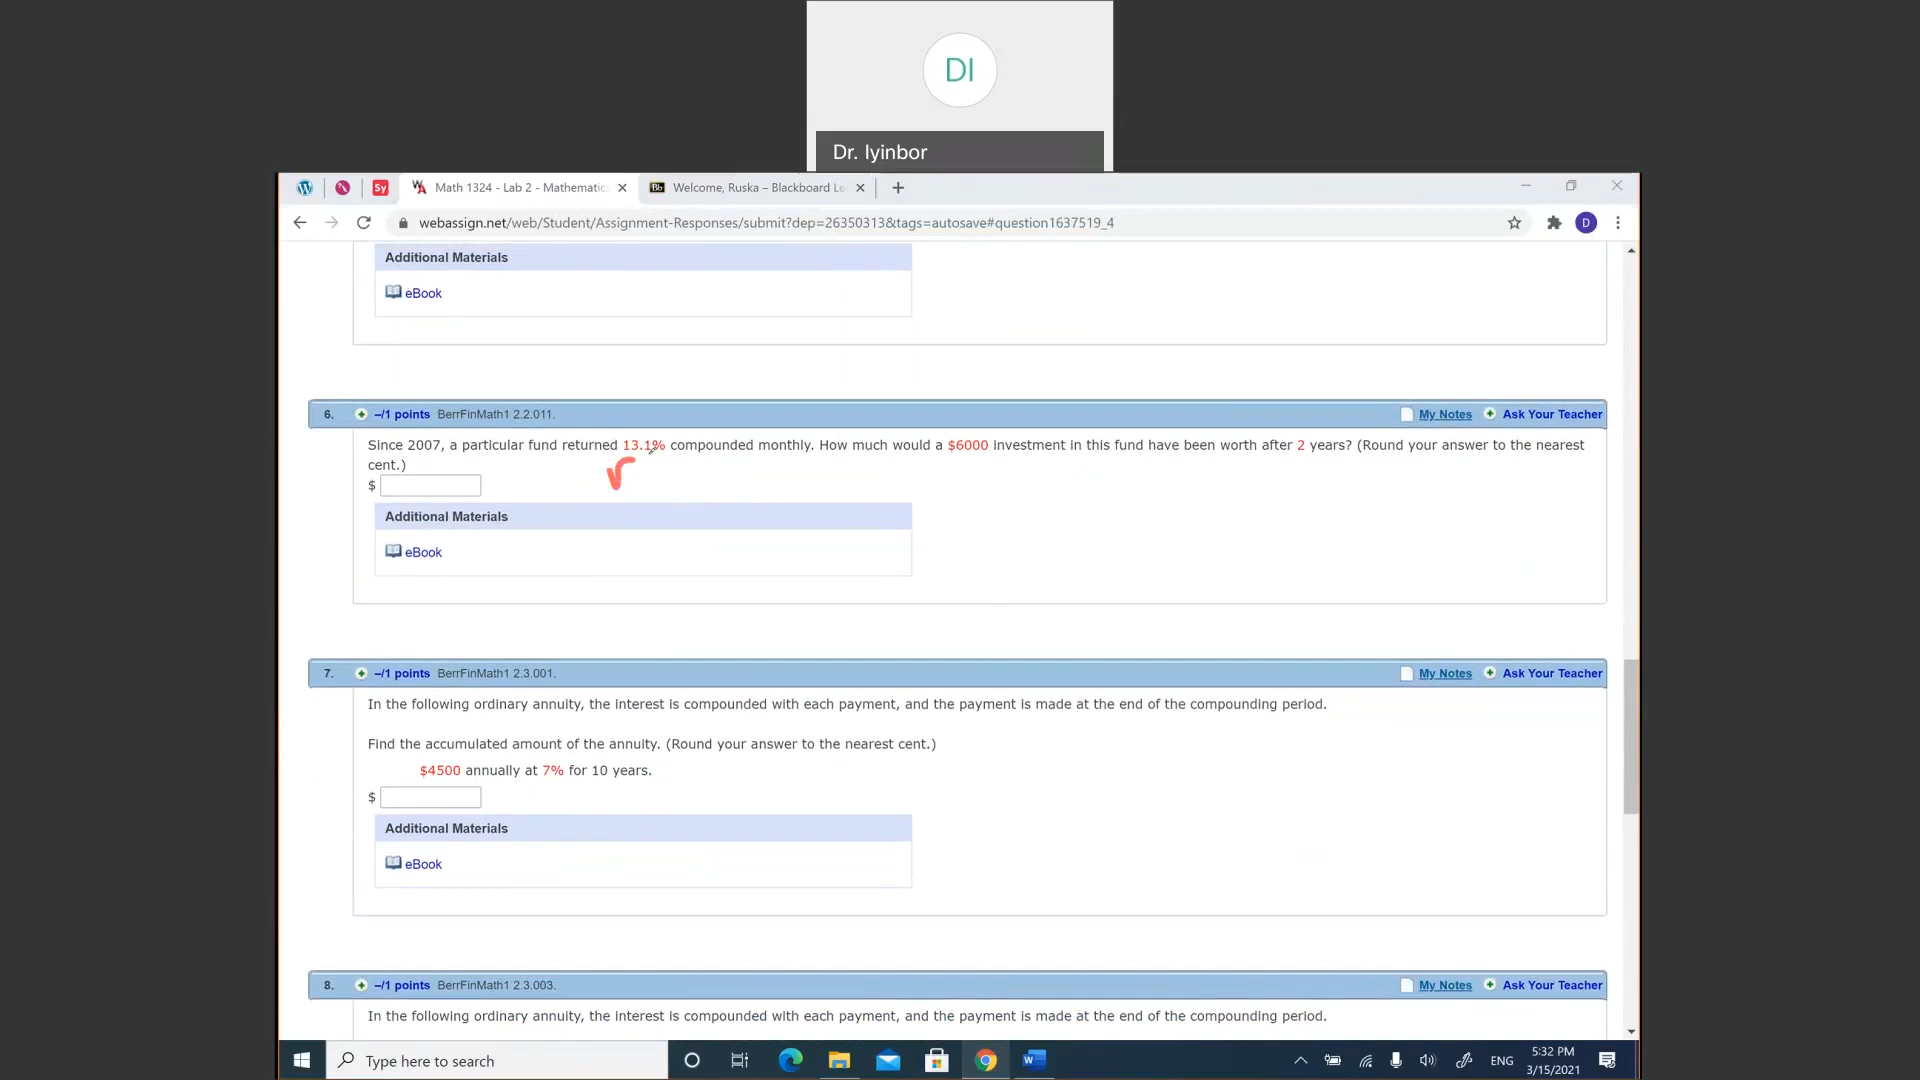 DI
Dr. Iyinbor
Sy
Math 1324 - Lab 2 - Mathematics
Bb
Welcome, Ruska – Blackboard Le
webassign.net/web/Student/Assignment-Responses/submit?dep=26350313&tags=autosave#question1637519_4
D
Additional Materials
eBook
6. –/1 points BerrFinMath1 2.2.011. My Notes Ask Your Teacher
Since 2007, a particular fund returned 13.1% compounded monthly. How much would a $6000 investment in this fund have been worth after 2 years? (Round your answer to the nearest
cent.)
r
$
Additional Materials
eBook
7. –/1 points BerrFinMath1 2.3.001. My Notes Ask Your Teacher
In the following ordinary annuity, the interest is compounded with each payment, and the payment is made at the end of the compounding period.
Find the accumulated amount of the annuity. (Round your answer to the nearest cent.)
$4500 annually at 7% for 10 years.
$
Additional Materials
eBook
8. –/1 points BerrFinMath1 2.3.003. My Notes Ask Your Teacher
In the following ordinary annuity, the interest is compounded with each payment, and the payment is made at the end of the compounding period.
Type here to search
ENG
5:32 PM
3/15/2021